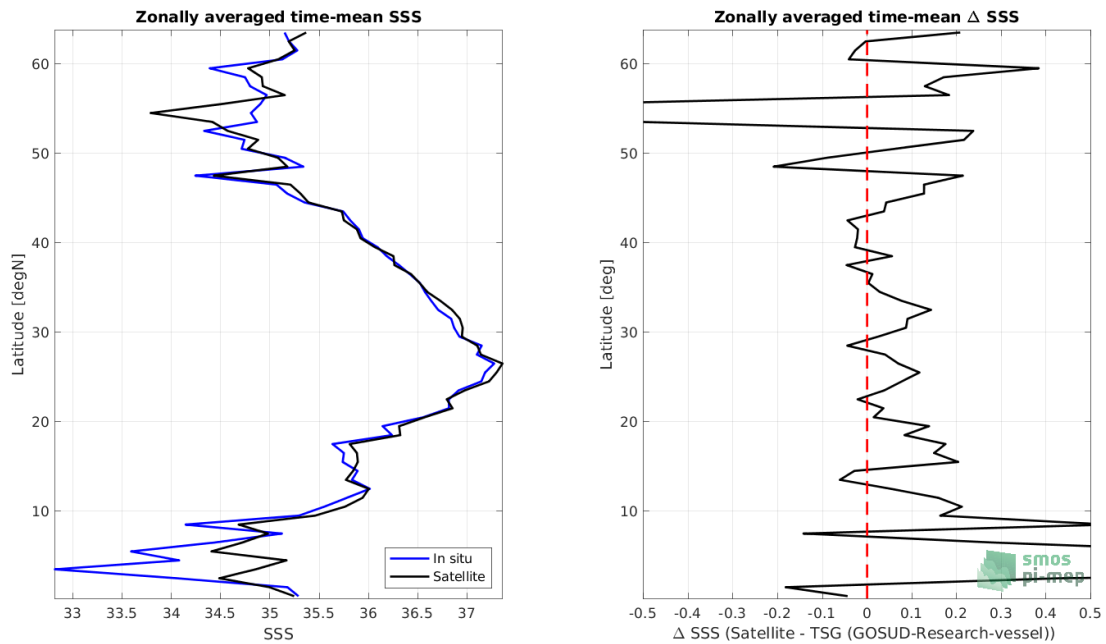 Zonally averaged time-mean SSS
60
50
40
30
20
10
Latitude [degN]
33 33.5 34 34.5 35 35.5 36 36.5 37
SSS
In situ
Satellite
Zonally averaged time-mean Δ SSS
60
50
40
30
20
10
Latitude [deg]
-0.5 -0.4 -0.3 -0.2 -0.1 0 0.1 0.2 0.3 0.4 0.5
Δ SSS (Satellite - TSG (GOSUD-Research-vessel))
smos
pi-mep